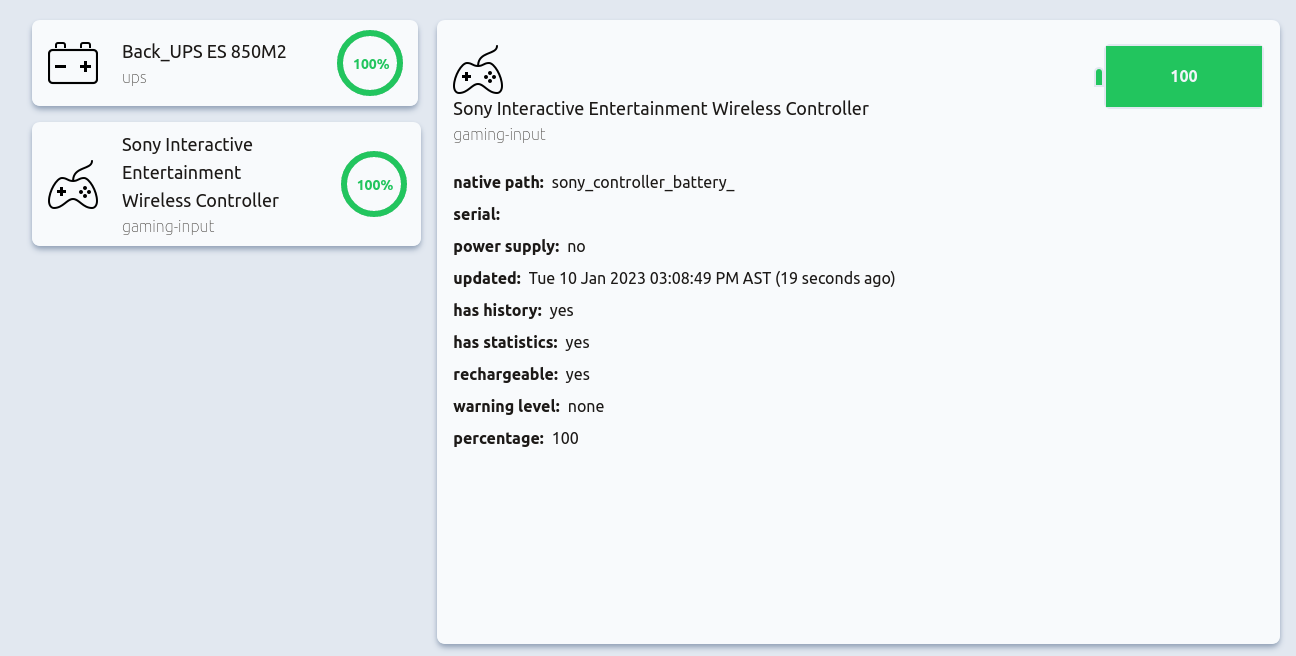 Back_UPS ES 850M2
ups
100%
Sony Interactive
Entertainment
Wireless Controller
gaming-input
100%
100
Sony Interactive Entertainment Wireless Controller
gaming-input
native path: sony_controller_battery_
serial:
power supply: no
updated: Tue 10 Jan 2023 03:08:49 PM AST (19 seconds ago)
has history: yes
has statistics: yes
rechargeable: yes
warning level: none
percentage: 100